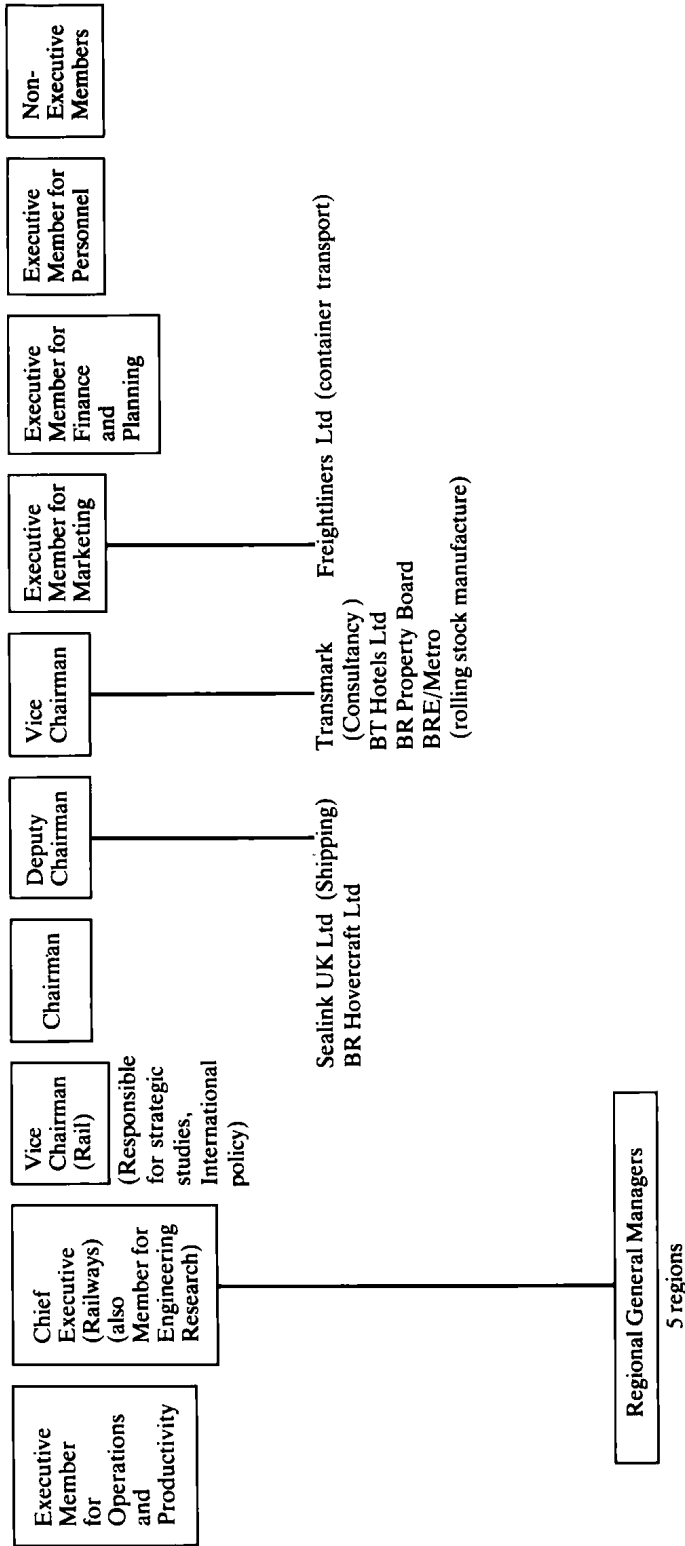 Executive
Member
for
Operations
and
Productivity
Chief
Executive
(Railways)
(also
Member for
Engineering
Research)
Vice
Chairman
(Rail)
(Responsible
for strategic
studies,
International
policy)
Chairman
Deputy
Chairman
Vice
Chairman
Executive
Member for
Marketing
Executive
Member for
Finance
and
Planning
Executive
Member for
Personnel
Non-
Executive
Members
Sealink UK Ltd (Shipping)
BR Hovercraft Ltd
Transmark
(Consultancy)
BT Hotels Ltd
BR Property Board
BRE/Metro
(rolling stock manufacture)
Freightliners Ltd (container transport)
Regional General Managers
5 regions